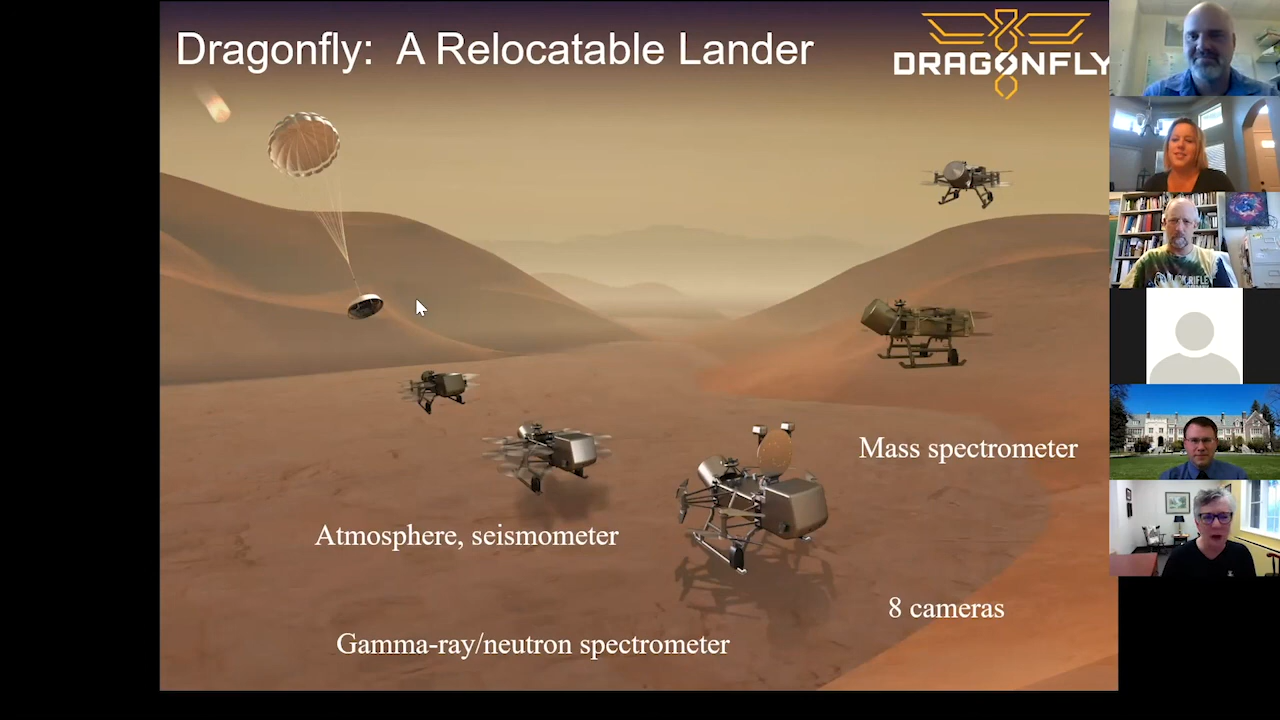 Dragonfly: A Relocatable Lander
DRAGONFLY
Mass spectrometer
Atmosphere, seismometer
8 cameras
Gamma-ray/neutron spectrometer